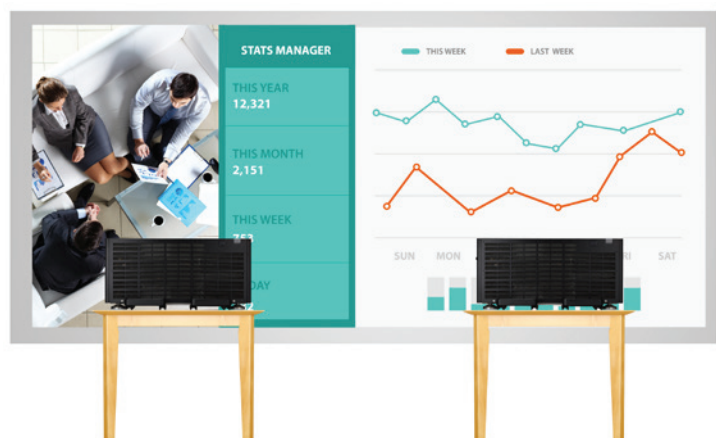 STATS MANAGER
THIS YEAR
12,321
THIS MONTH
2,151
THIS WEEK
THIS WEEK
LAST WEEK
SUN
MON
SAT